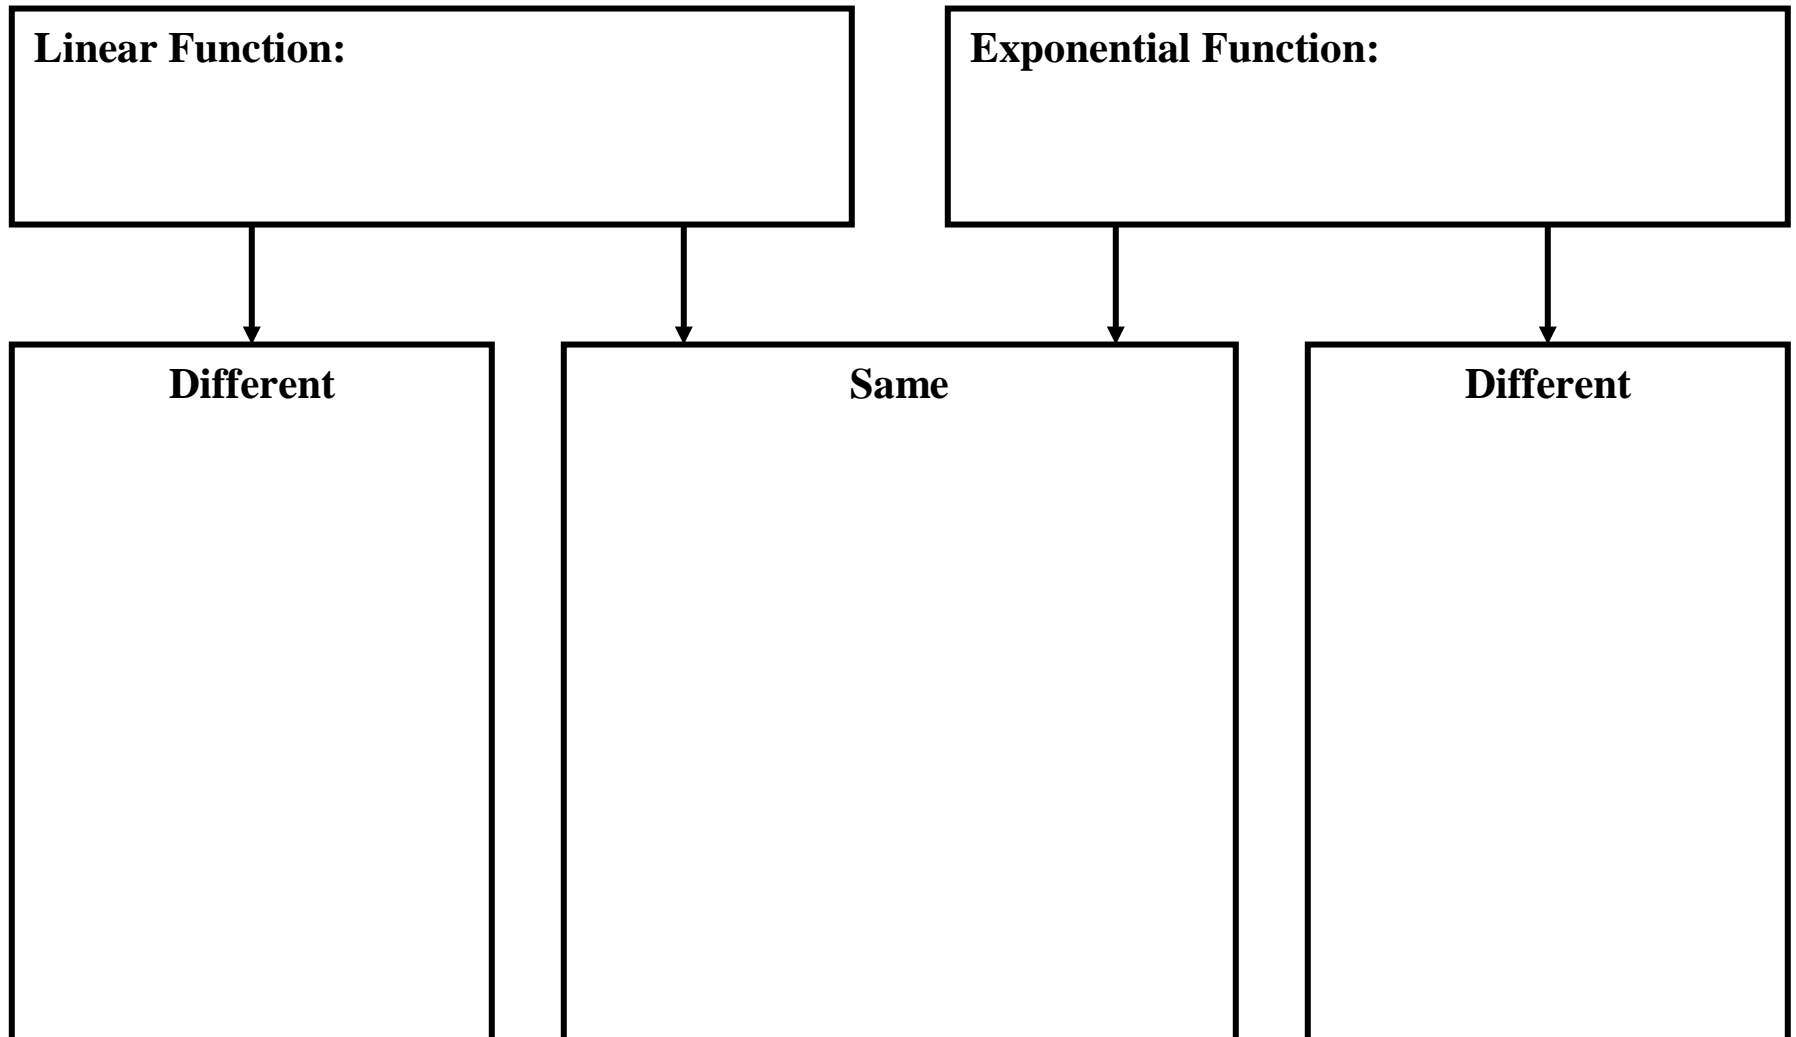 Linear Function:
Exponential Function:
Different
Same
Different